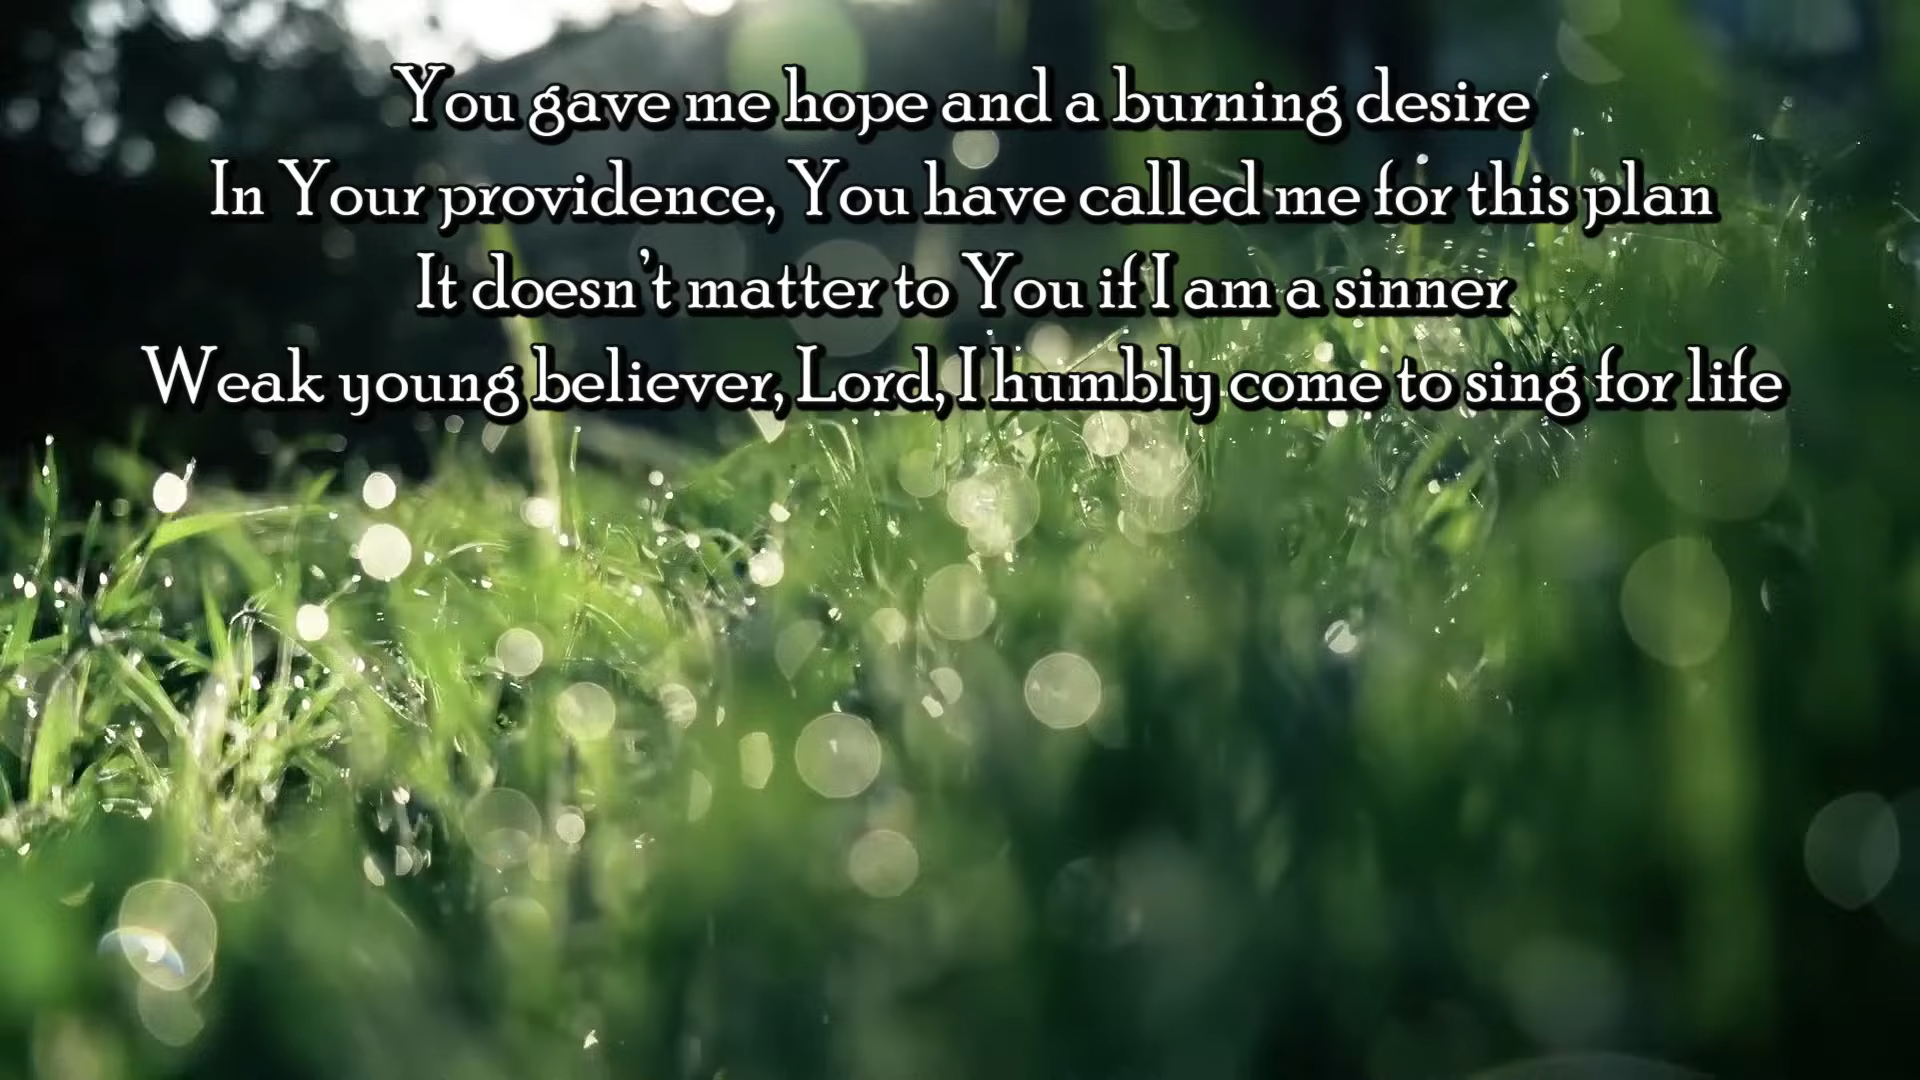 You gave me hope and a burning desire
In Your providence, You have called me for this plan
It doesn't matter to You if I am a sinner
Weak young believer, Lord, I humbly come to sing for life